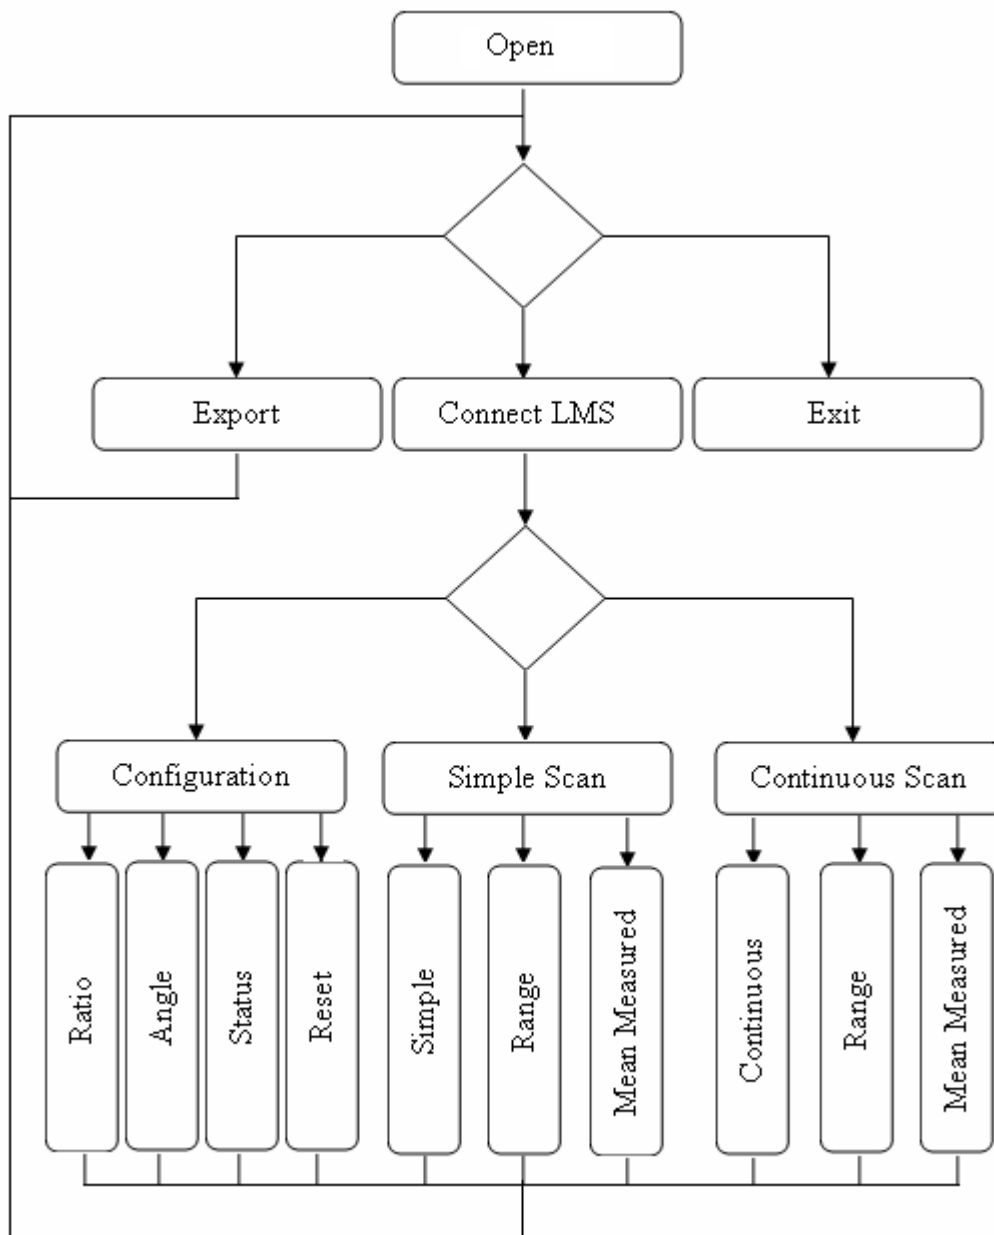 Open
Export
Connect LMS
Exit
Configuration
Simple Scan
Continuous Scan
Ratio
Angle
Status
Reset
Simple
Range
Mean Measured
Continuous
Range
Mean Measured